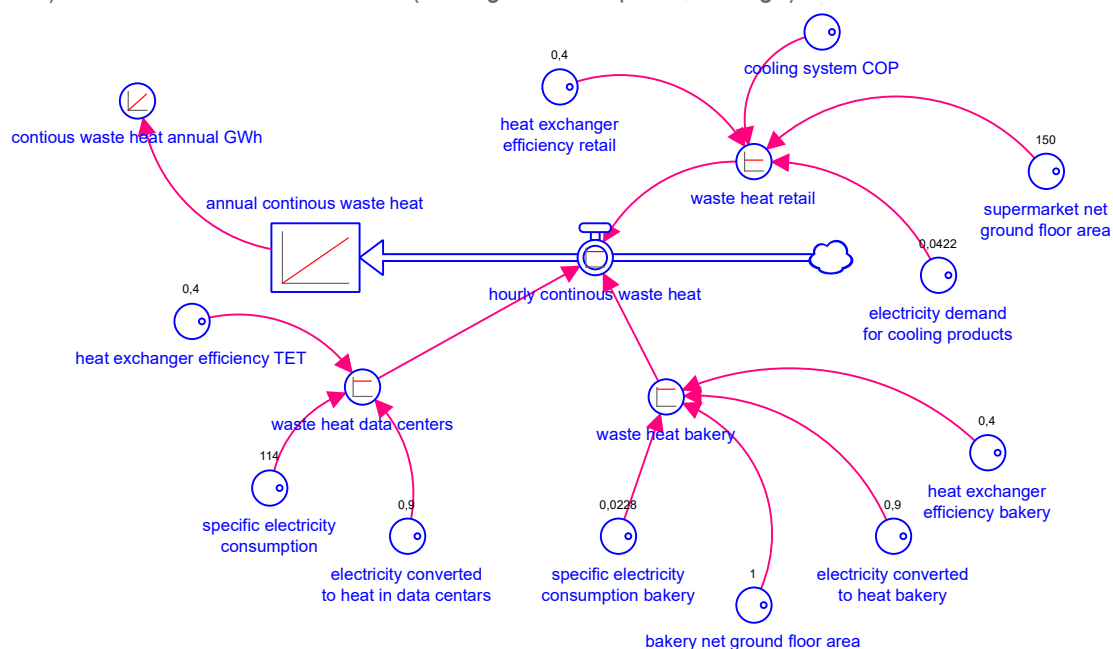 0,4
cooling system COP
heat exchanger
efficiency retail
contious waste heat annual GWh
150
waste heat retail
supermarket net
ground floor area
annual continous waste heat
0,0422
hourly continous waste heat
0,4
electricity demand
for cooling products
heat exchanger efficiency TET
waste heat data centers
waste heat bakery
0,4
114
specific electricity
consumption
0,9
electricity converted
to heat in data centars
0,0228
specific electricity
consumption bakery
1
bakery net ground floor area
0,9
electricity converted
to heat bakery
heat exchanger
efficiency bakery